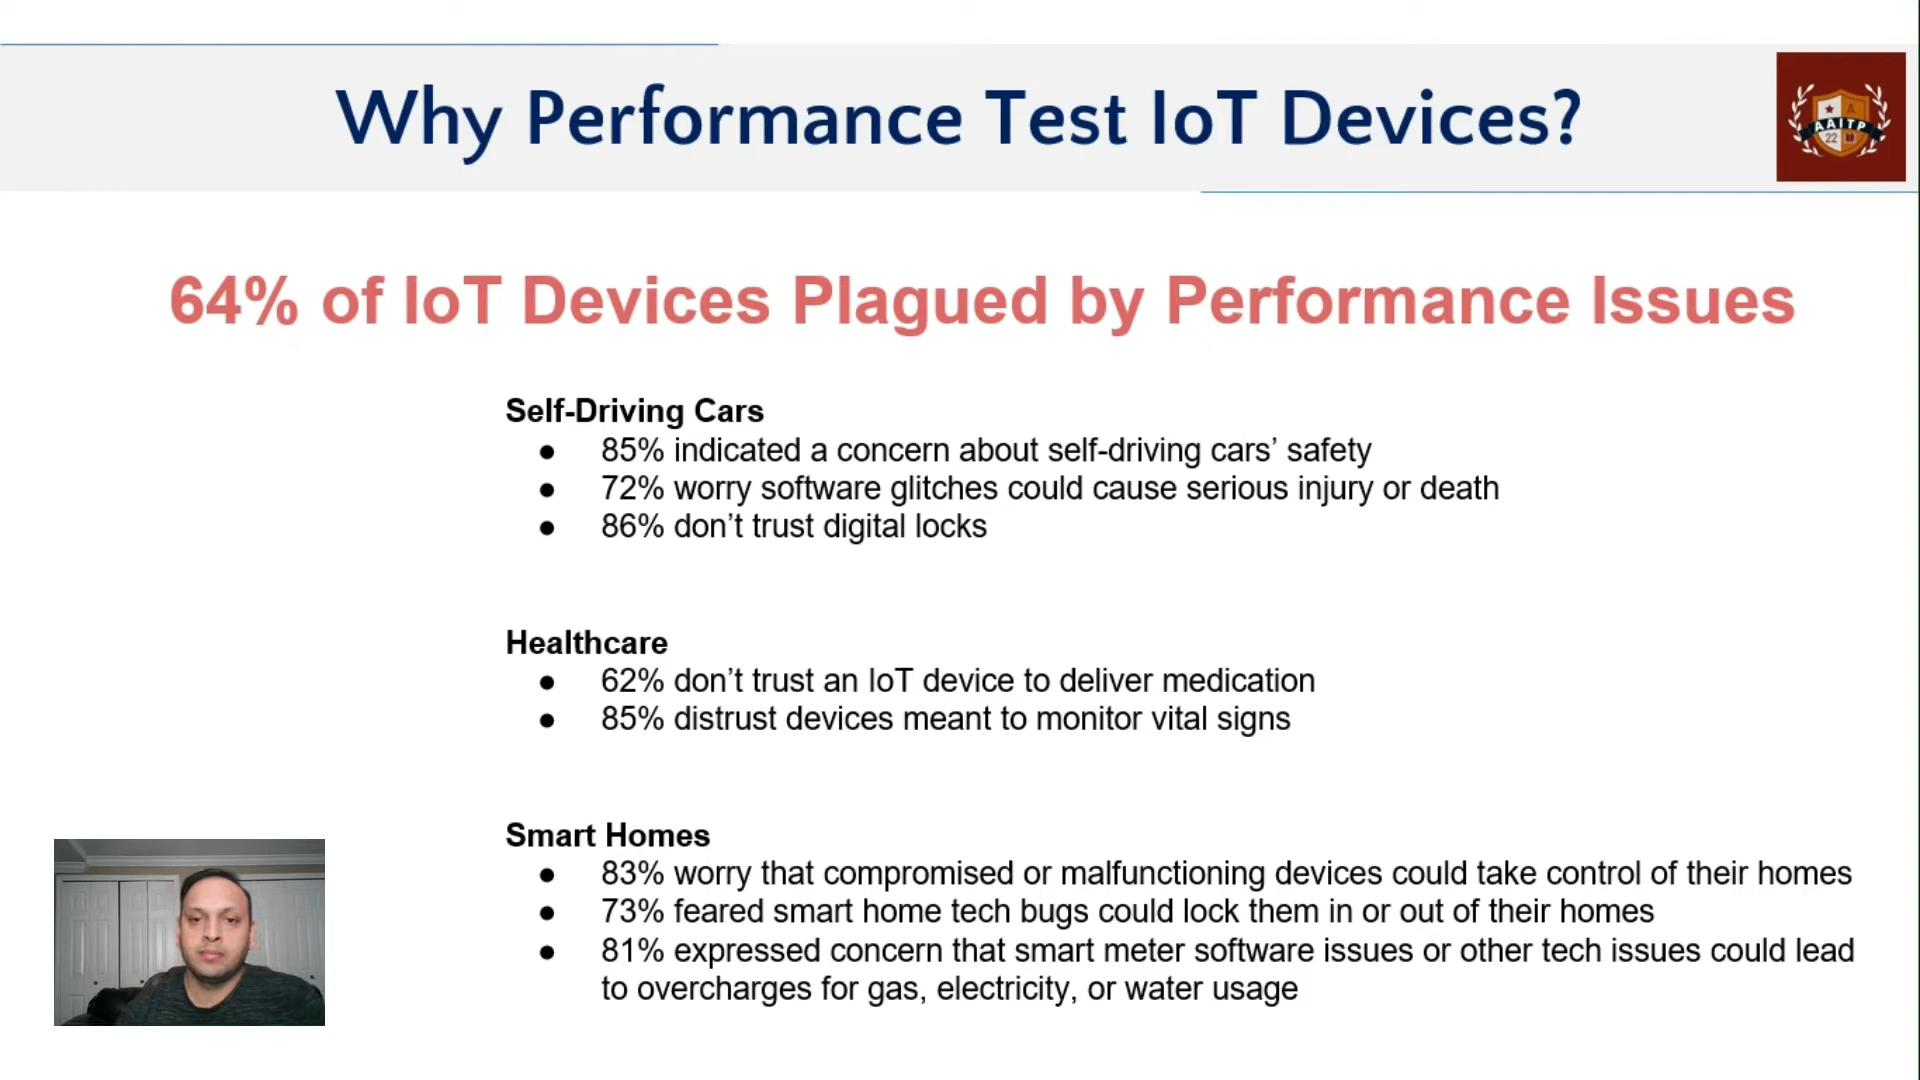 Why Performance Test IoT Devices?
A
AAITP
22
64% of IoT Devices Plagued by Performance Issues
Self-Driving Cars
● 85% indicated a concern about self-driving cars’ safety
● 72% worry software glitches could cause serious injury or death
● 86% don’t trust digital locks
Healthcare
● 62% don’t trust an IoT device to deliver medication
● 85% distrust devices meant to monitor vital signs
Smart Homes
● 83% worry that compromised or malfunctioning devices could take control of their homes
● 73% feared smart home tech bugs could lock them in or out of their homes
● 81% expressed concern that smart meter software issues or other tech issues could lead
to overcharges for gas, electricity, or water usage